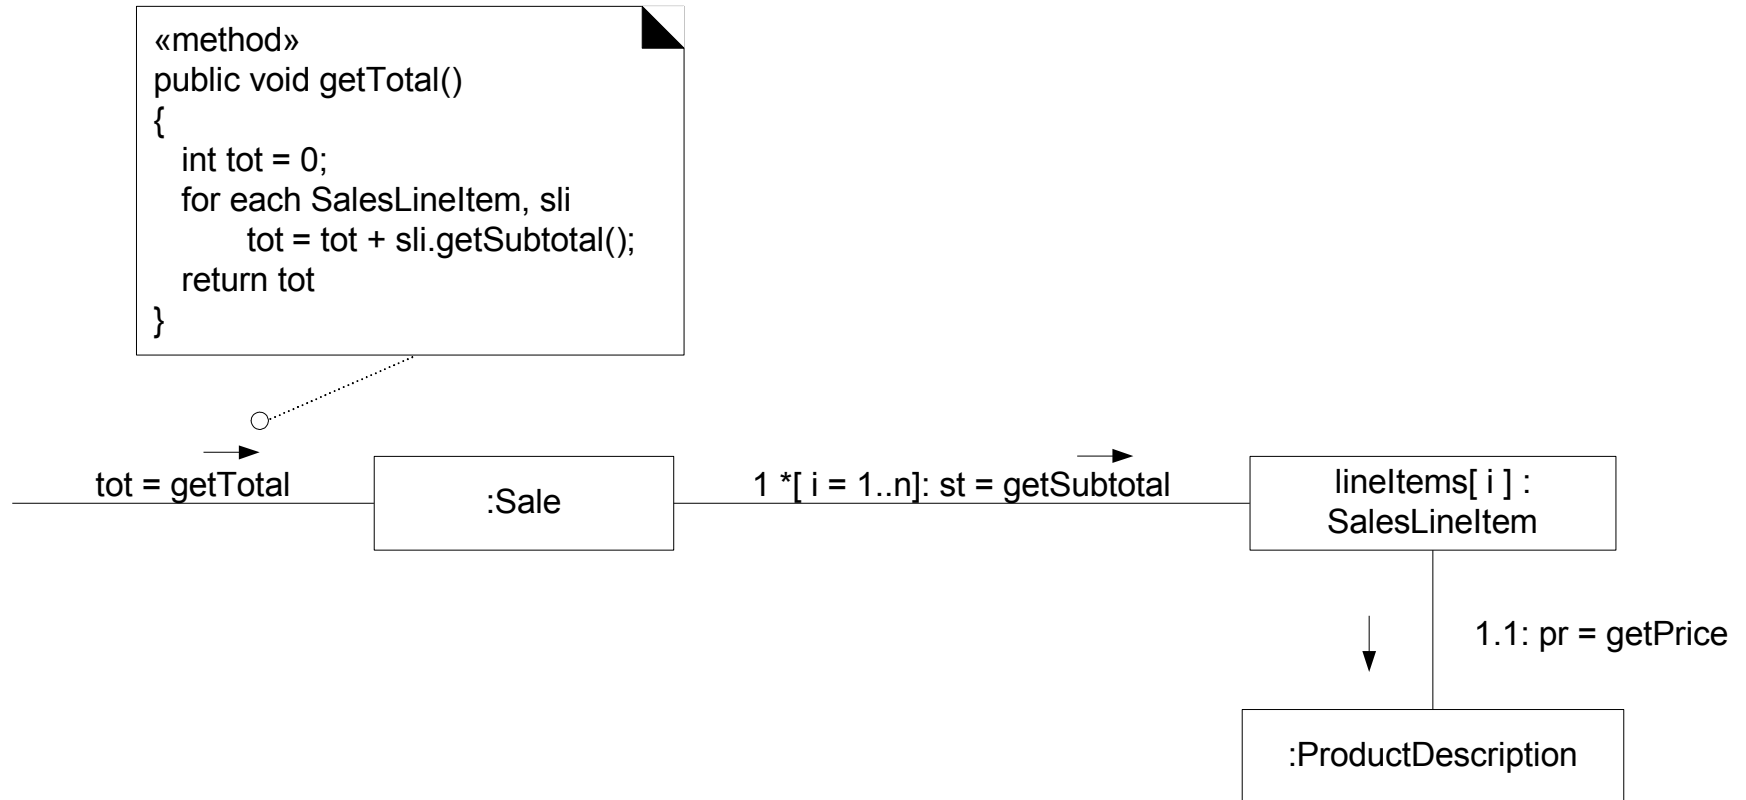 «method»
public void getTotal()
{
int tot = 0;
for each SalesLineItem, sli
tot = tot + sli.getSubtotal();
return tot
}
tot = getTotal
:Sale
1 *[ i = 1..n]: st = getSubtotal
lineItems[ i ] :
SalesLineItem
1.1: pr = getPrice
:ProductDescription